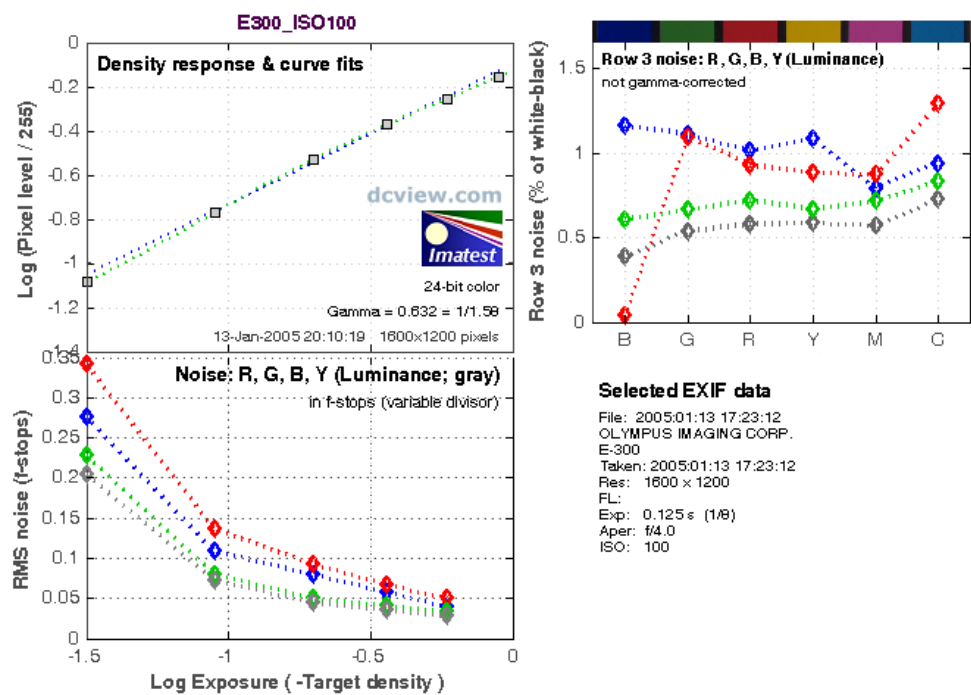 E300_ISO100
Density response & curve fits
Log (Pixel level / 255)
0
-0.2
-0.4
-0.6
-0.8
-1
-1.2
-1.4
dcview.com
Imatest
24-bit color
Gamma = 0.632 = 1/1.58
13-Jan-2005 20:10:19 1600x1200 pixels
Row 3 noise: R, G, B, Y (Luminance)
not gamma-corrected
Row 3 noise (% of white-black)
1.5
1
0.5
0
B G R Y M C
Noise: R, G, B, Y (Luminance; gray)
in f-stops (variable divisor)
RMS noise (f-stops)
0.35
0.3
0.25
0.2
0.15
0.1
0.05
0
-1.5 -1 -0.5 0
Log Exposure ( -Target density )
Selected EXIF data
File: 2005:01:13 17:23:12
OLYMPUS IMAGING CORP.
E-300
Taken: 2005:01:13 17:23:12
Res: 1600 x 1200
FL:
Exp: 0.125 s (1/8)
Aper: f/4.0
ISO: 100